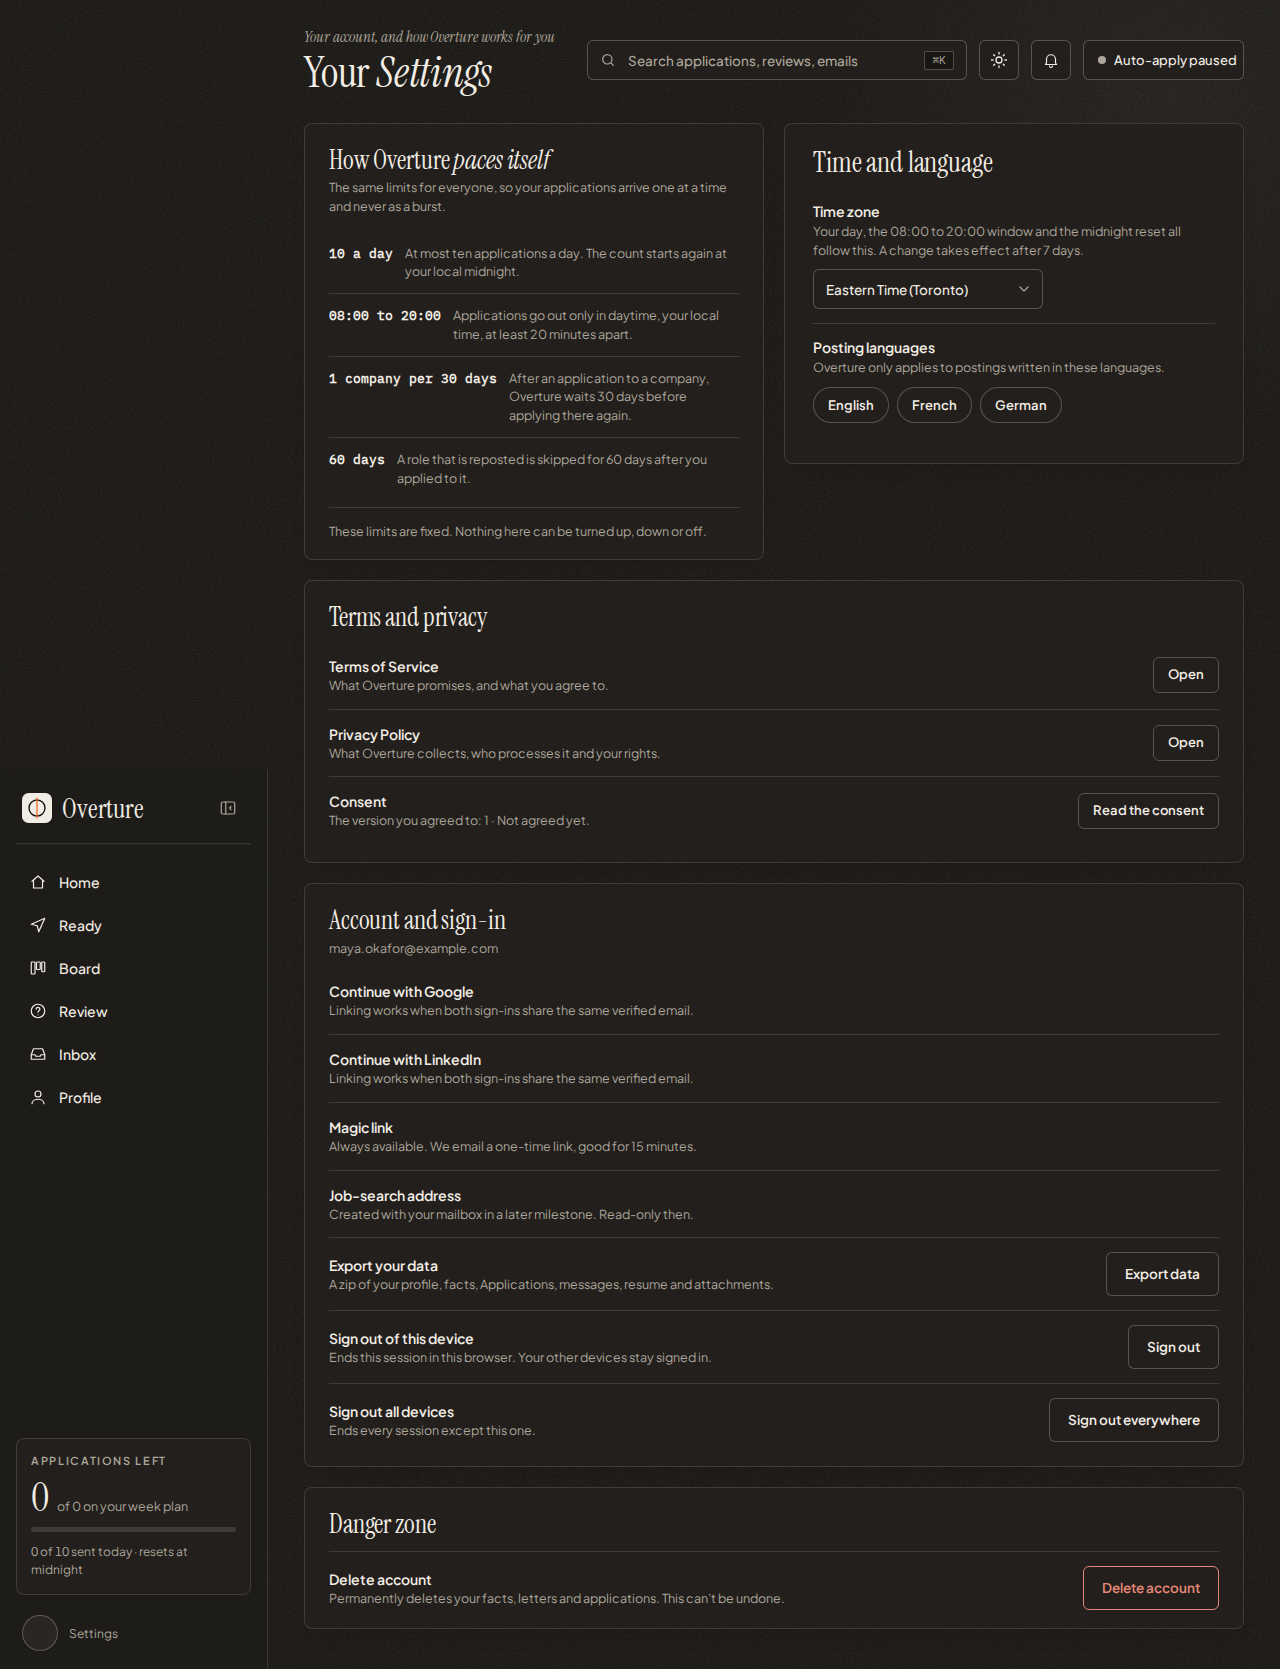 Your account, and how Overture works for you
Your Settings
Search applications, reviews, emails
⌘K
Auto-apply paused
How Overture paces itself
The same limits for everyone, so your applications arrive one at a time
and never as a burst.
10 a day
At most ten applications a day. The count starts again at
your local midnight.
08:00 to 20:00
Applications go out only in daytime, your local
time, at least 20 minutes apart.
1 company per 30 days
After an application to a company,
Overture waits 30 days before
applying there again.
60 days
A role that is reposted is skipped for 60 days after you
applied to it.
These limits are fixed. Nothing here can be turned up, down or off.
Time and language
Time zone
Your day, the 08:00 to 20:00 window and the midnight reset all
follow this. A change takes effect after 7 days.
Eastern Time (Toronto)
Posting languages
Overture only applies to postings written in these languages.
English
French
German
Terms and privacy
Terms of Service
What Overture promises, and what you agree to.
Open
Privacy Policy
What Overture collects, who processes it and your rights.
Open
Consent
The version you agreed to: 1 · Not agreed yet.
Read the consent
Overture
Home
Ready
Board
Review
Inbox
Profile
APPLICATIONS LEFT
0 of 0 on your week plan
0 of 10 sent today · resets at
midnight
Settings
Account and sign-in
maya.okafor@example.com
Continue with Google
Linking works when both sign-ins share the same verified email.
Continue with LinkedIn
Linking works when both sign-ins share the same verified email.
Magic link
Always available. We email a one-time link, good for 15 minutes.
Job-search address
Created with your mailbox in a later milestone. Read-only then.
Export your data
A zip of your profile, facts, Applications, messages, resume and attachments.
Export data
Sign out of this device
Ends this session in this browser. Your other devices stay signed in.
Sign out
Sign out all devices
Ends every session except this one.
Sign out everywhere
Danger zone
Delete account
Permanently deletes your facts, letters and applications. This can't be undone.
Delete account